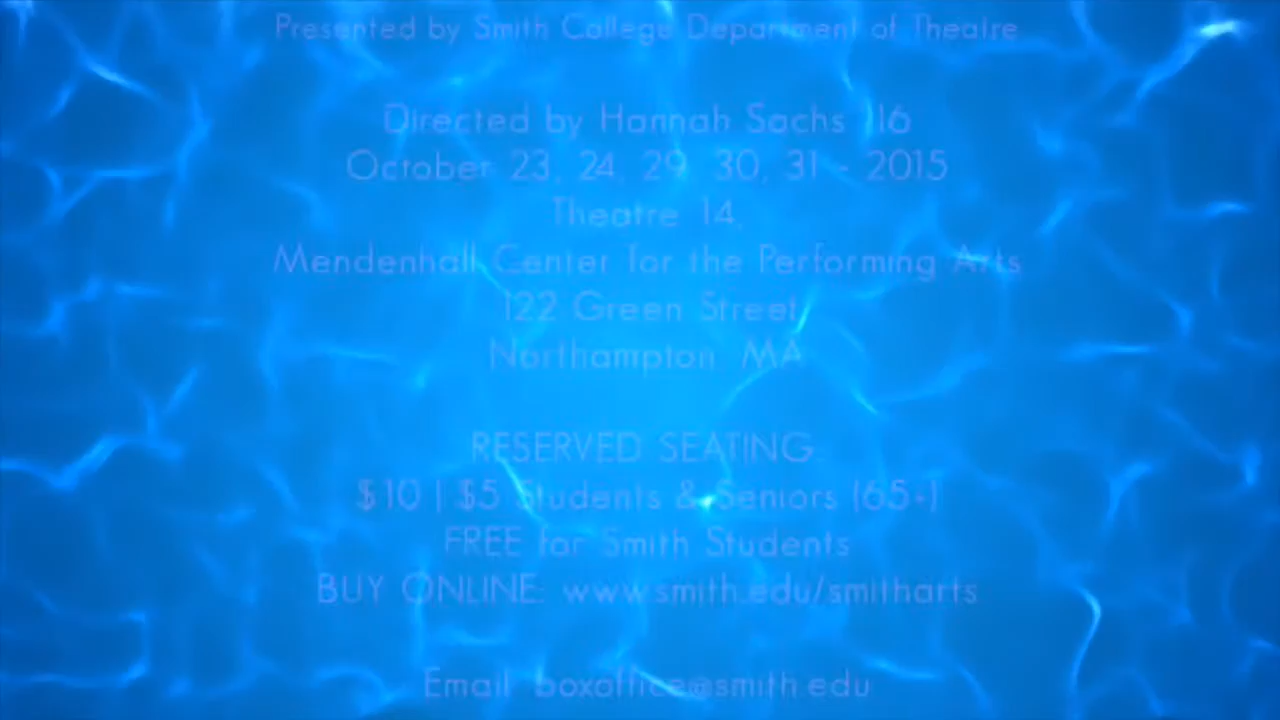 Presented by Smith College Department of Theatre
Directed by Hannah Sachs '16
October 23, 24, 29, 30, 31 - 2015
Theatre 14,
Mendenhall Center for the Performing Arts
122 Green Street,
Northampton, MA
RESERVED SEATING
$10 | $5 Students & Seniors (65+)
FREE for Smith Students
BUY ONLINE: www.smith.edu/smitharts
Email: boxoffice@smith.edu